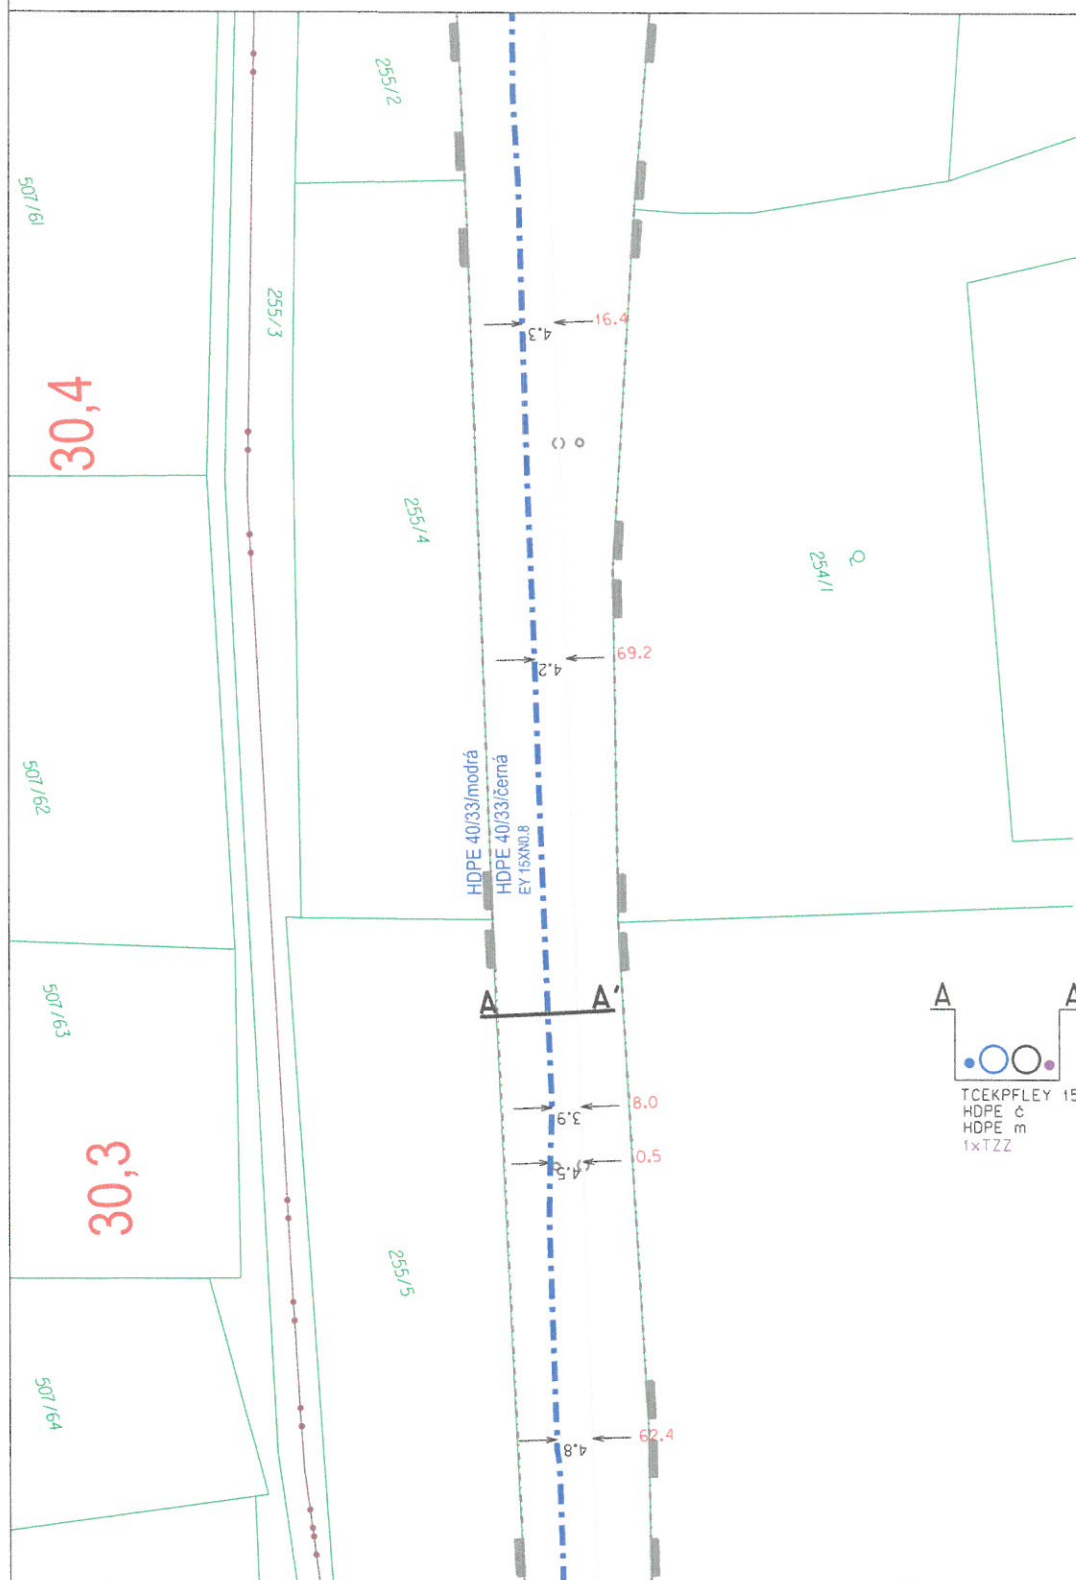 255/2
507/61
255/3
16.4
4.3
30,4
255/4
254/1
69.2
4.2
HDPE 40/33/modrá
HDPE 40/33/černá
EY 15XN0.8
507/62
507/63
A A'
A A
TCEKPFLEY 15
HDPE č
HDPE m
1xTZZ
8.0
3.9
0.5
4.5
30,3
255/5
507/64
62.4
4.8